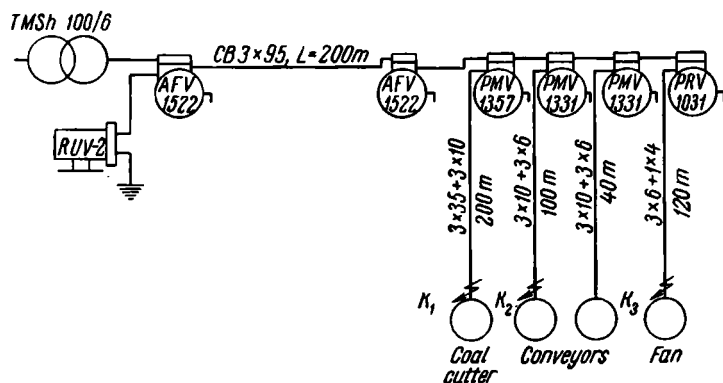 TMSh 100/6
CB 3×95, L=200m
AFV 1522
AFV 1522
PMV 1357
PMV 1331
PMV 1331
PRV 1031
RUV-2
3×35+3×10
200 m
3×10+3×6
100 m
3×10+3×6
40 m
3×6+1×4
120 m
K1
K2
K3
Coal cutter
Conveyors
Fan